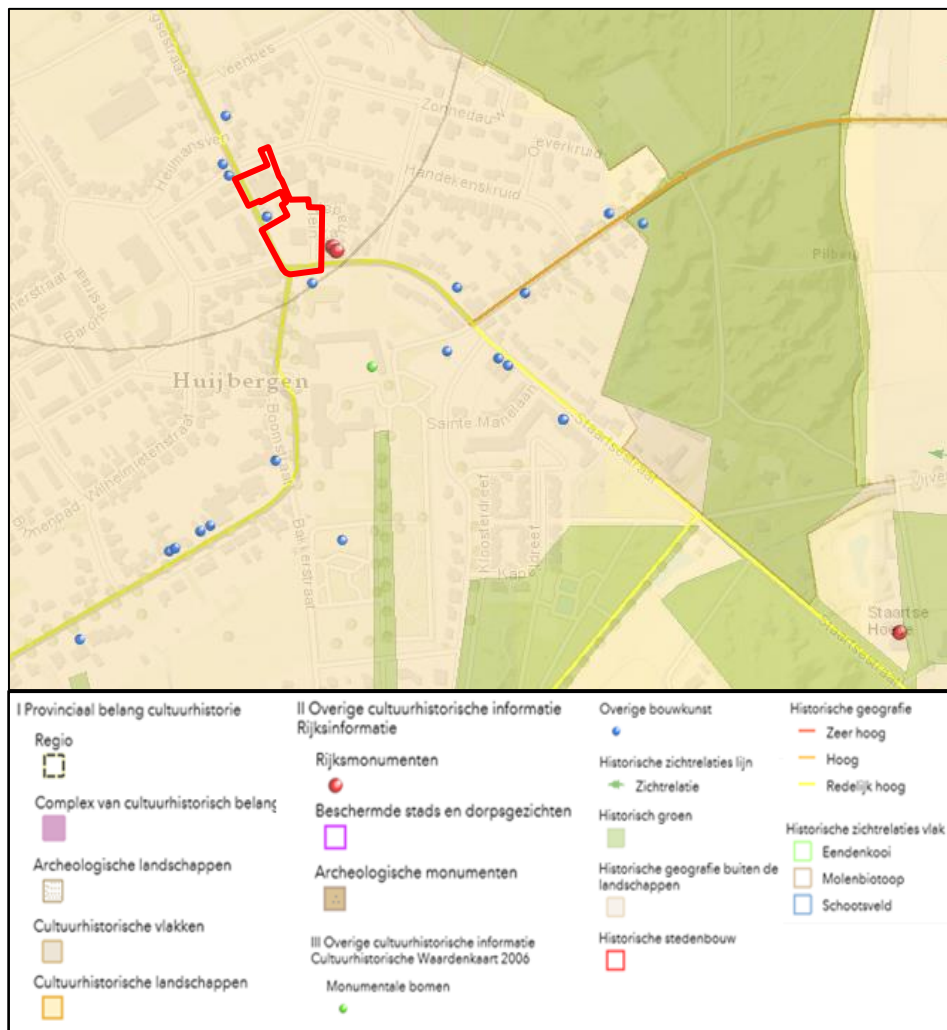 Veenbes
Zonnedauw
Heimansven
Everkruid
Handekenskruid
Pilberg
Baron
Huijbergen
Boomstraat
Sainte Marielaan
Staartsestraat
Wilhelmietenstraat
Kloosterdreef
Bakkerstraat
Kapeldreef
Staartse
Staartsestraat
I Provinciaal belang cultuurhistorie
Regio
Complex van cultuurhistorisch belang
Archeologische landschappen
Cultuurhistorische vlakken
Cultuurhistorische landschappen
II Overige cultuurhistorische informatie
Rijksinformatie
Rijksmonumenten
Beschermde stads en dorpsgezichten
Archeologische monumenten
III Overige cultuurhistorische informatie
Cultuurhistorische Waardenkaart 2006
Monumentale bomen
Overige bouwkunst
Historische zichtrelaties lijn
Zichtrelatie
Historisch groen
Historische geografie buiten de
landschappen
Historische stedenbouw
Historische geografie
Zeer hoog
Hoog
Redelijk hoog
Historische zichtrelaties vlak
Eendenkooi
Molenbiotoop
Schootsveld